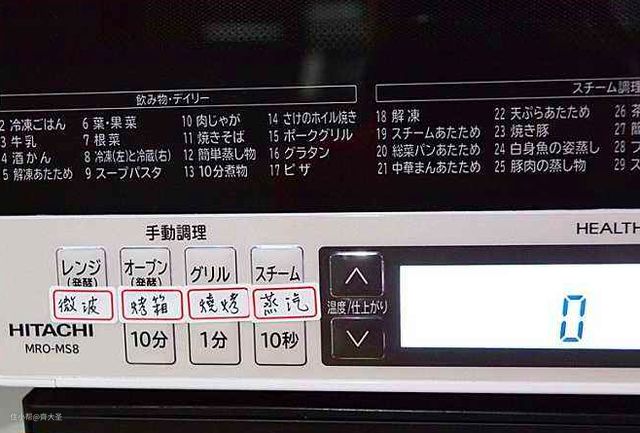 飲み物・デイリー
スチーム調理
2 冷凍ごはん
3 牛乳
4 酒かん
5 解凍あたため
6 葉・果菜
7 根菜
8 冷凍(左)と冷蔵(右)
9 スープパスタ
10 肉じゃが
11 焼きそば
12 簡単蒸し物
13 10分煮物
14 さけのホイル焼き
15 ポークグリル
16 グラタン
17 ピザ
18 解凍
19 スチームあたため
20 総菜パンあたため
21 中華まんあたため
22 天ぷらあたため
23 焼き豚
24 白身魚の姿蒸し
25 豚肉の蒸し物
26
27
28
29
手動調理
HEALTH
レンジ
(発酵)
オーブン
(発酵)
グリル
スチーム
微波
烤箱
燒烤
蒸汽
温度/仕上がり
0
HITACHI
MRO-MS8
10分
1分
10秒
住小帮@齊大圣